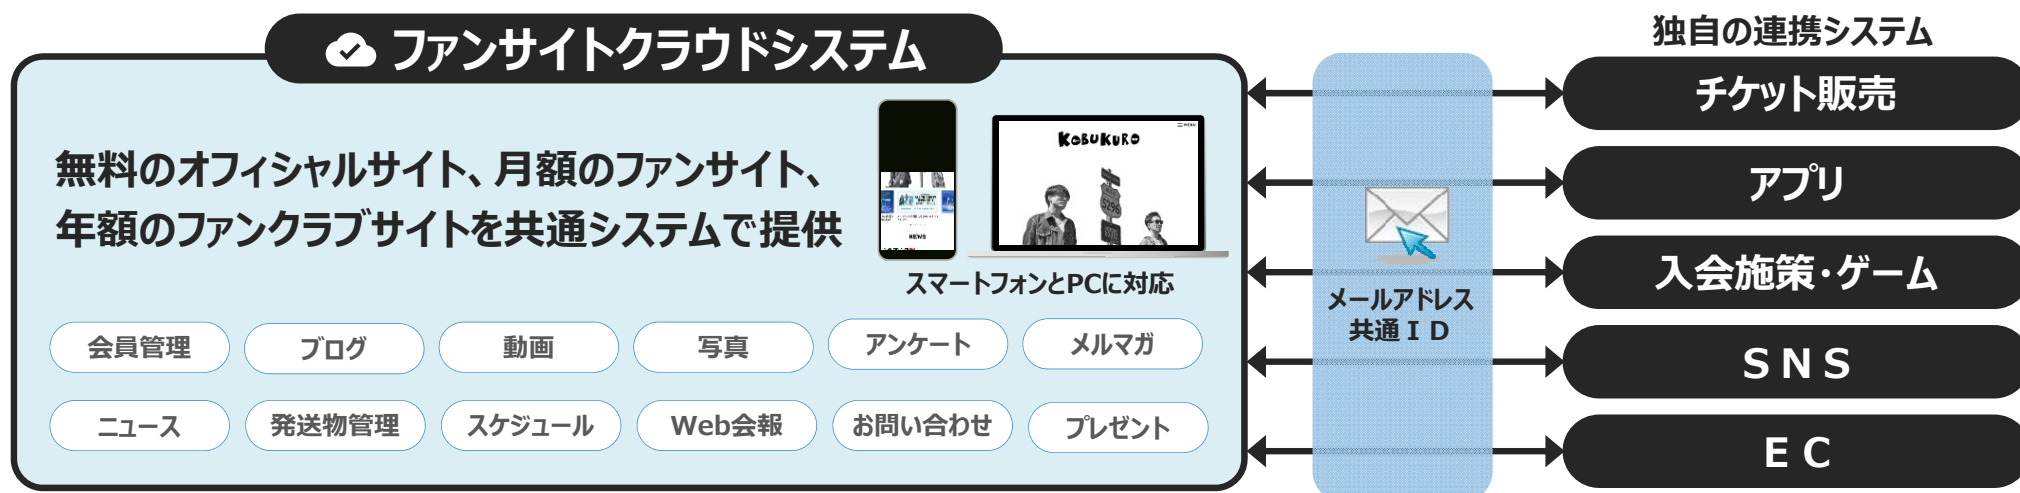 ファンサイトクラウドシステム
無料のオフィシャルサイト、月額のファンサイト、
年額のファンクラブサイトを共通システムで提供
KOBUKURO
MENU
5296
NEWS
スマートフォンとPCに対応
会員管理
ブログ
動画
写真
アンケート
メルマガ
ニュース
発送物管理
スケジュール
Web会報
お問い合わせ
プレゼント
メールアドレス
共通ＩＤ
独自の連携システム
チケット販売
アプリ
入会施策・ゲーム
ＳＮＳ
ＥＣ